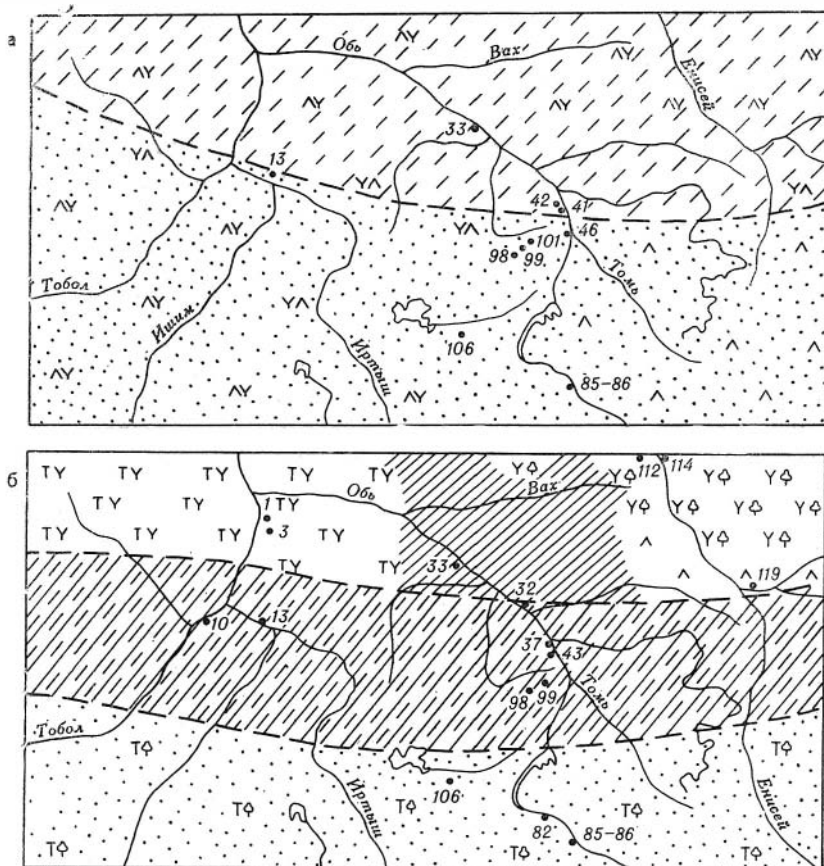 а
Обь
Вах
Енисей
33
13
42
41
46
101
98
99
Тобол
Ишим
Иртыш
Томь
106
85-86
б
112
114
Обь
Вах
1
3
33
119
32
10
13
37
43
99
98
Томь
Тобол
Иртыш
106
82
85-86
Енисей